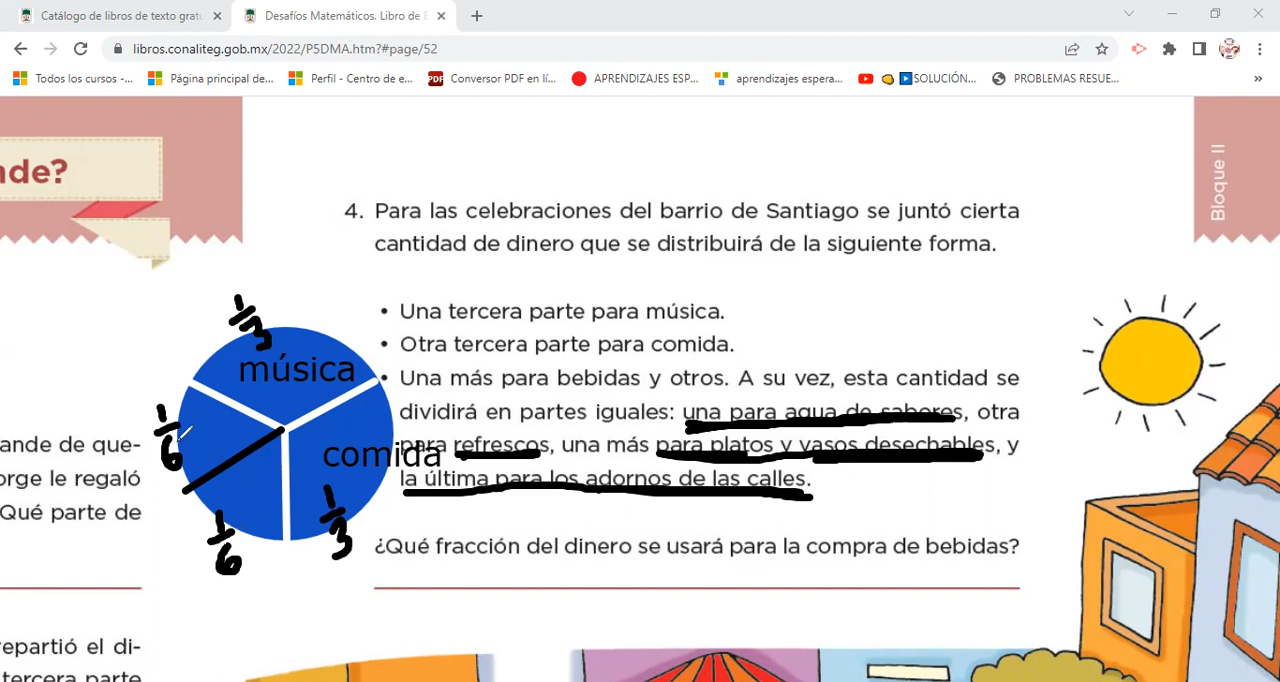 Catálogo de libros de texto gratu
Desafíos Matemáticos. Libro de
libros.conaliteg.gob.mx/2022/P5DMA.htm?#page/52
Todos los cursos -...
Página principal de...
Perfil - Centro de e...
PDF
Conversor PDF en lí...
APRENDIZAJES ESP...
aprendizajes espera...
SOLUCIÓN...
PROBLEMAS RESUE...
»
nde?
Bloque II
4. Para las celebraciones del barrio de Santiago se juntó cierta
cantidad de dinero que se distribuirá de la siguiente forma.
• Una tercera parte para música.
• Otra tercera parte para comida.
• Una más para bebidas y otros. A su vez, esta cantidad se
dividirá en partes iguales: una para agua de sabores, otra
para refrescos, una más para platos y vasos desechables, y
la última para los adornos de las calles.
¿Qué fracción del dinero se usará para la compra de bebidas?
1/3
música
1/6
comida
1/3
1/6
ande de que-
orge le regaló
Qué parte de
repartió el di-
tercera parte